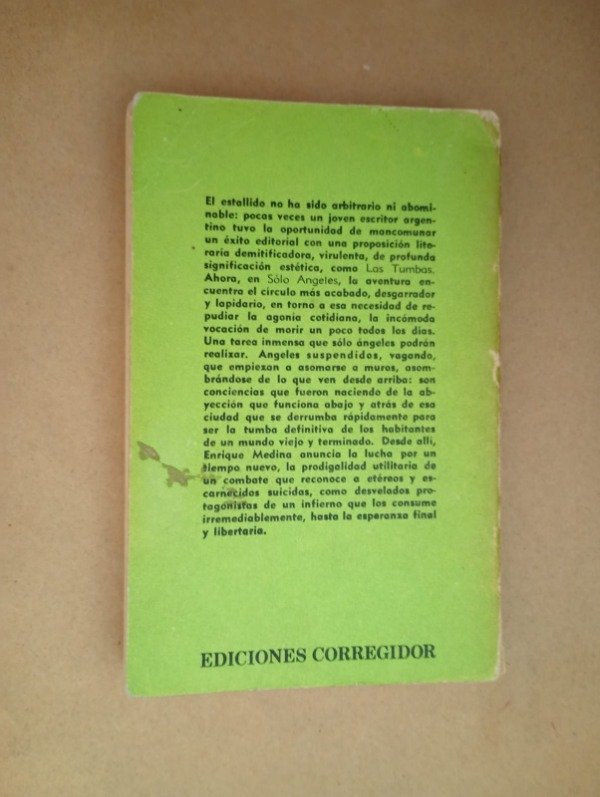 El estallido no ha sido arbitrario ni abomi-
nable: pocas veces un joven escritor argen-
tino tuvo la oportunidad de mancomunar
un éxito editorial con una proposición lite-
raria demitificadora, virulenta, de profunda
significación estética, como Las Tumbas.
Ahora, en Sólo Angeles, la aventura en-
cuentra el círculo más acabado, desgarrador
y lapidario, en torno a esa necesidad de re-
pudiar la agonía cotidiana, la incómoda
vocación de morir un poco todos los días.
Una tarea inmensa que sólo ángeles podrán
realizar. Angeles suspendidos, vagando,
que empiezan a asomarse a muros, asom-
brándose de lo que ven desde arriba: son
conciencias que fueron naciendo de la ab-
yección que funciona abajo y atrás de esa
ciudad que se derrumba rápidamente para
ser la tumba definitiva de los habitantes
de un mundo viejo y terminado. Desde allí,
Enrique Medina anuncia la lucha por un
tiempo nuevo, la prodigalidad utilitaria de
un combate que reconoce a etéreos y es-
carnecidos suicidas, como desvelados pro-
tagonistas de un infierno que los consume
irremediablemente, hasta la esperanza final
y libertaria.
EDICIONES CORREGIDOR